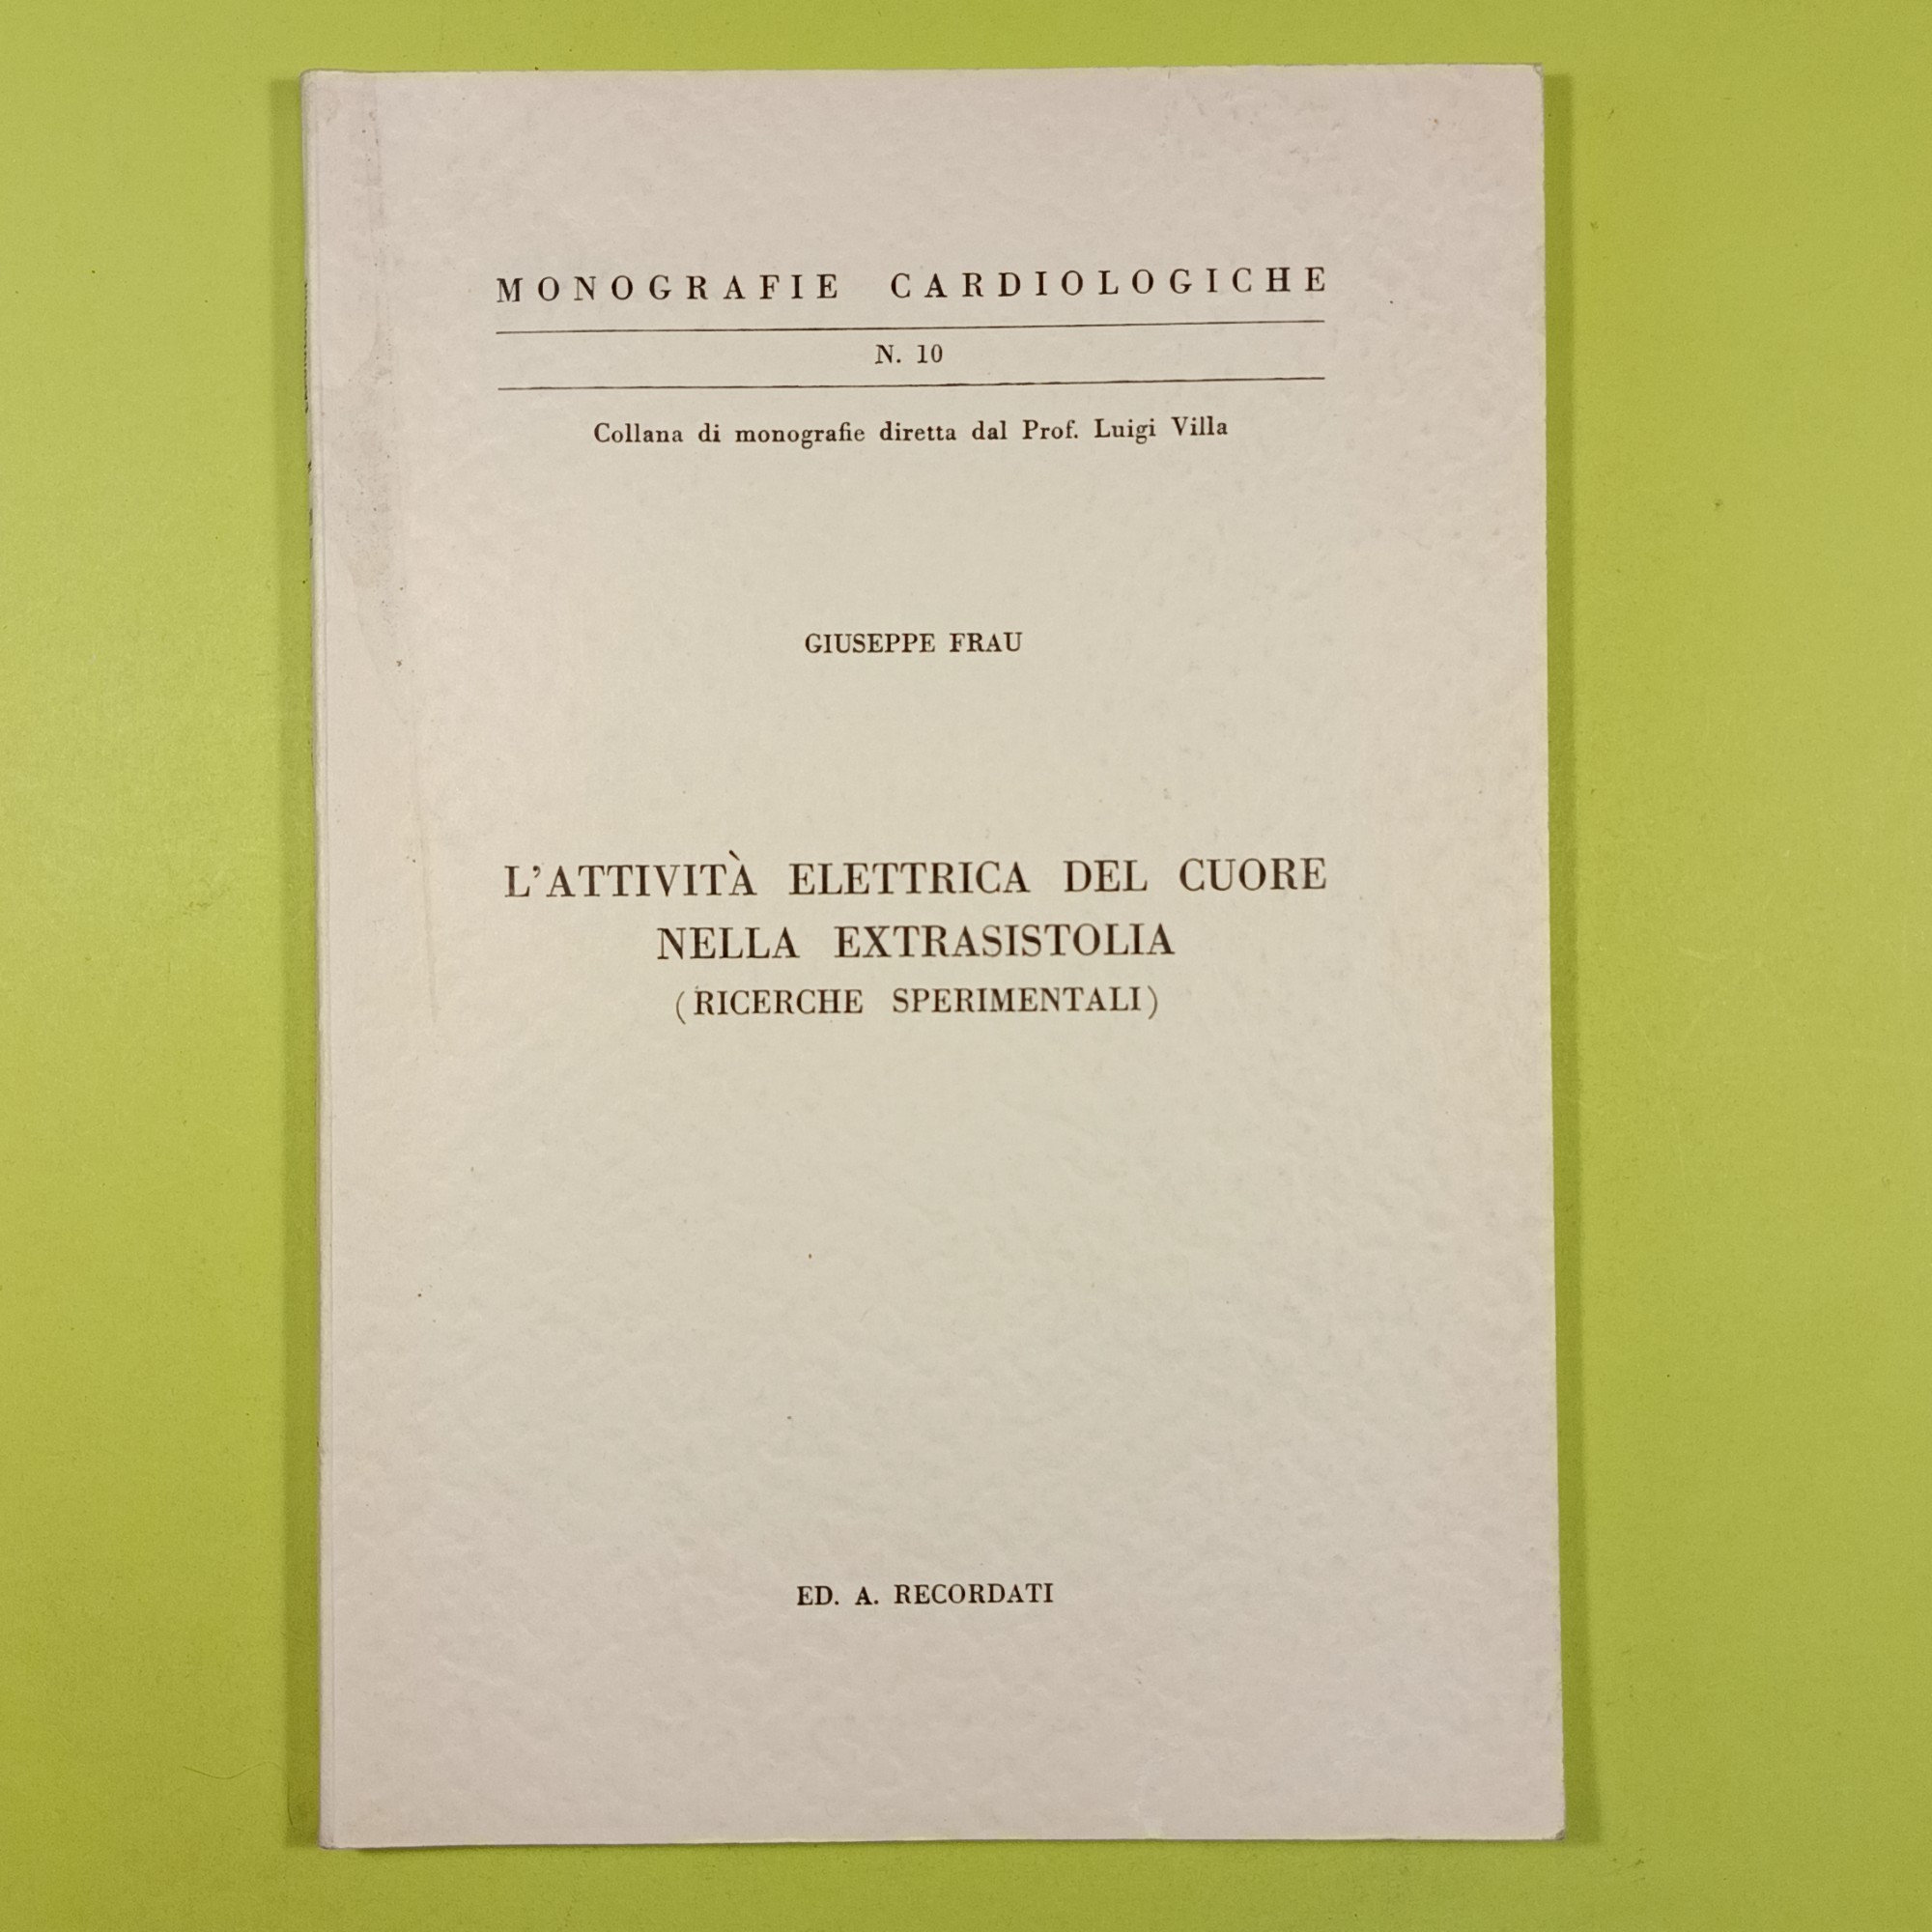 MONOGRAFIE CARDIOLOGICHE
N. 10
Collana di monografie diretta dal Prof. Luigi Villa
GIUSEPPE FRAU
L'ATTIVITÀ ELETTRICA DEL CUORE
NELLA EXTRASISTOLIA
(RICERCHE SPERIMENTALI)
ED. A. RECORDATI